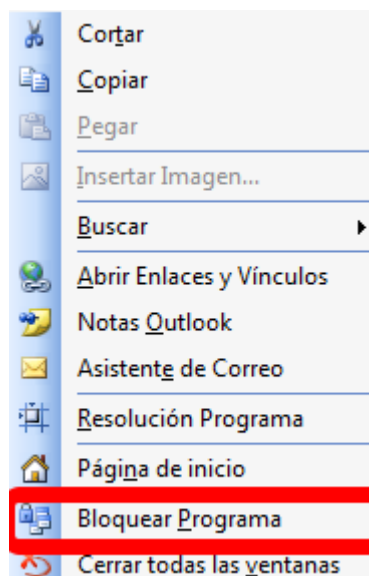 Cortar
Copiar
Pegar
Insertar Imagen...
Buscar
Abrir Enlaces y Vínculos
Notas Outlook
Asistente de Correo
Resolución Programa
Página de inicio
Bloquear Programa
Cerrar todas las ventanas